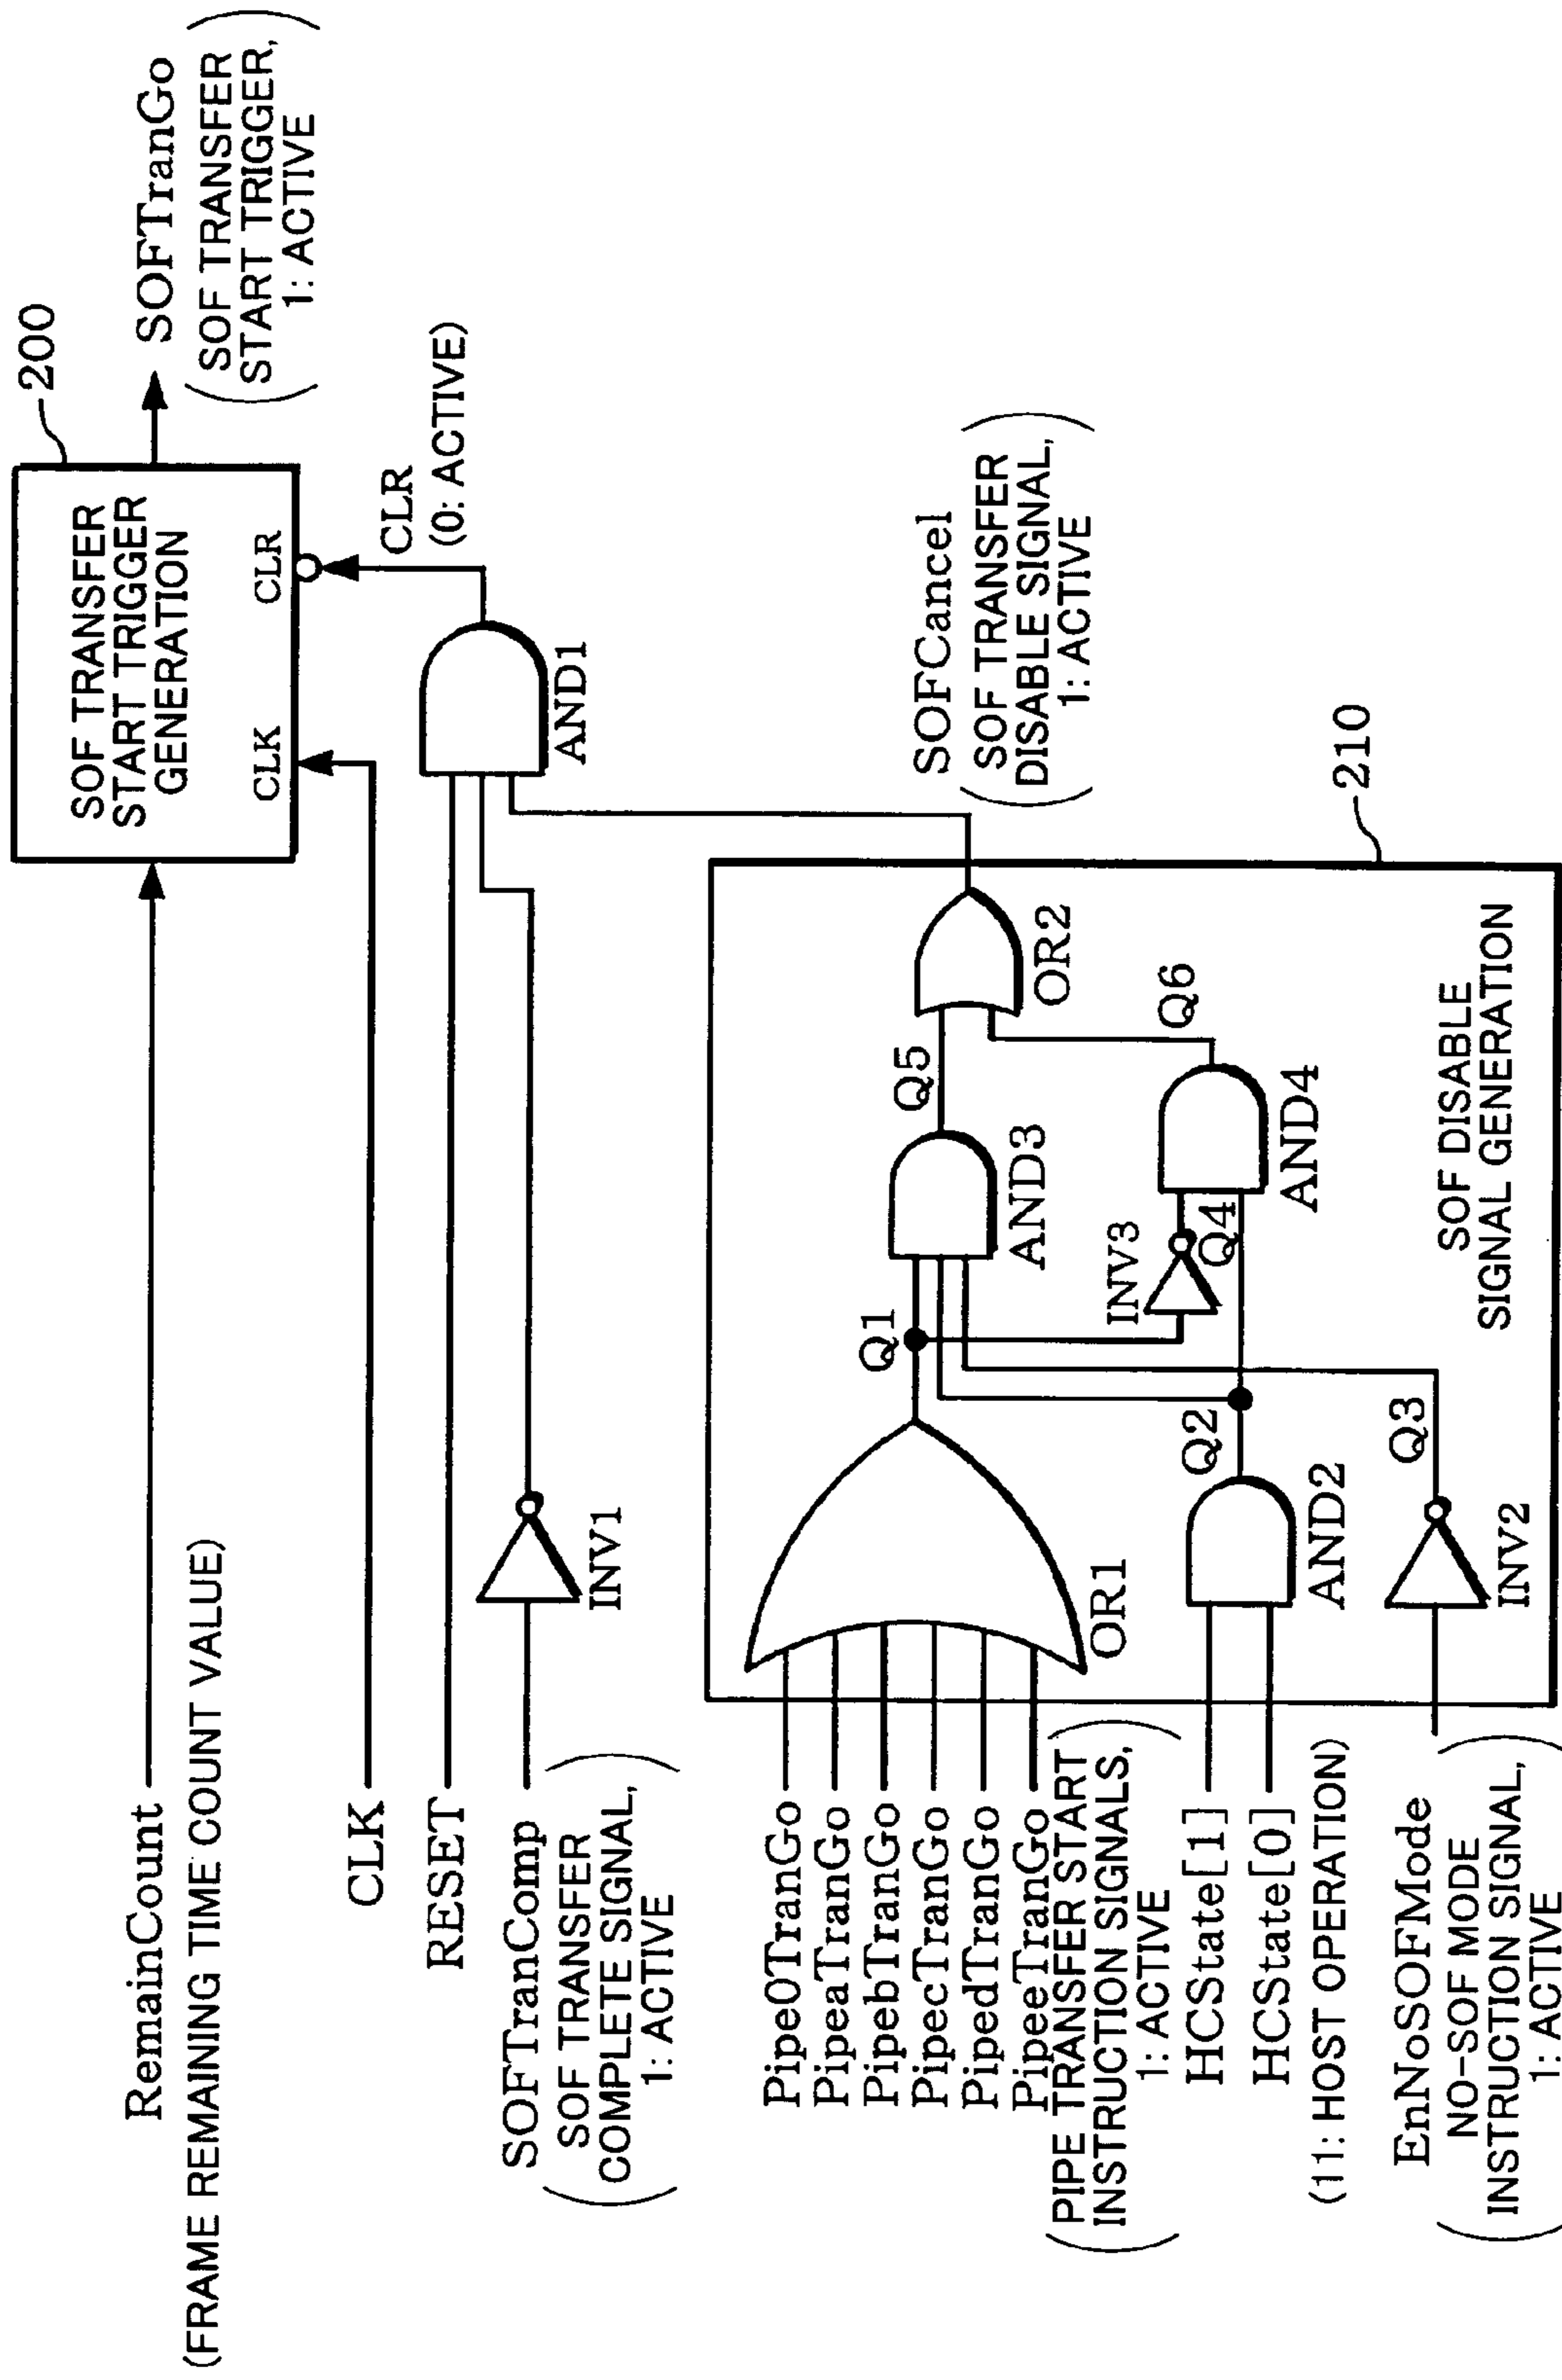 RemainCount
(FRAME REMAINING TIME COUNT VALUE)
SOF TRANSFER
START TRIGGER
GENERATION
CLK
CLR
200
SOFTranGo
SOF TRANSFER
START TRIGGER,
1: ACTIVE
CLK
CLR
(0: ACTIVE)
RESET
AND1
SOFTranComp
SOF TRANSFER
COMPLETE SIGNAL,
1: ACTIVE
INV1
SOFCancel
SOF TRANSFER
DISABLE SIGNAL,
1: ACTIVE
210
Pipe0TranGo
PipeaTranGo
PipebTranGo
PipecTranGo
PipedTranGo
PipeeTranGo
PIPE TRANSFER START
INSTRUCTION SIGNALS,
1: ACTIVE
OR1
Q1
Q5
AND3
OR2
INV3
Q4
Q6
AND4
HCState[1]
HCState[0]
(11: HOST OPERATION)
Q2
AND2
EnNoSOFMode
NO-SOF MODE
INSTRUCTION SIGNAL,
1: ACTIVE
Q3
INV2
SOF DISABLE
SIGNAL GENERATION